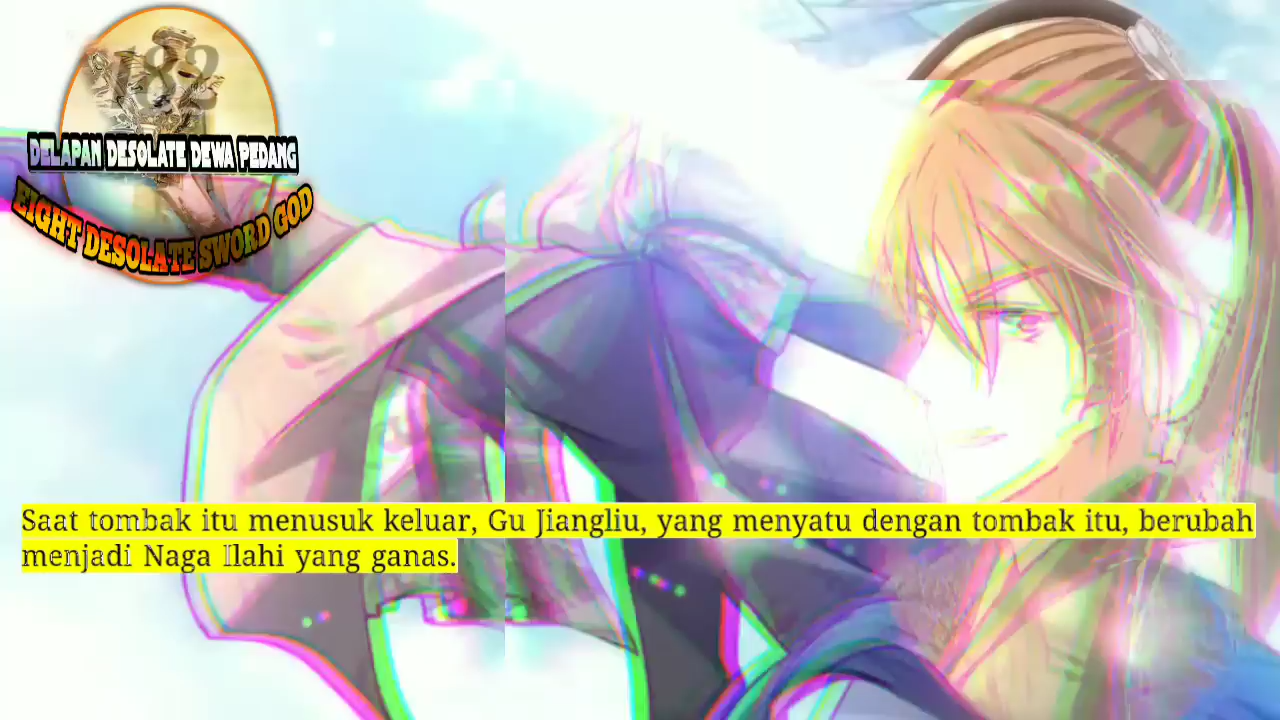 182
DELAPAN DESOLATE DEWA PEDANG
EIGHT DESOLATE SWORD GOD
Saat tombak itu menusuk keluar, Gu Jiangliu, yang menyatu dengan tombak itu, berubah
menjadi Naga Ilahi yang ganas.